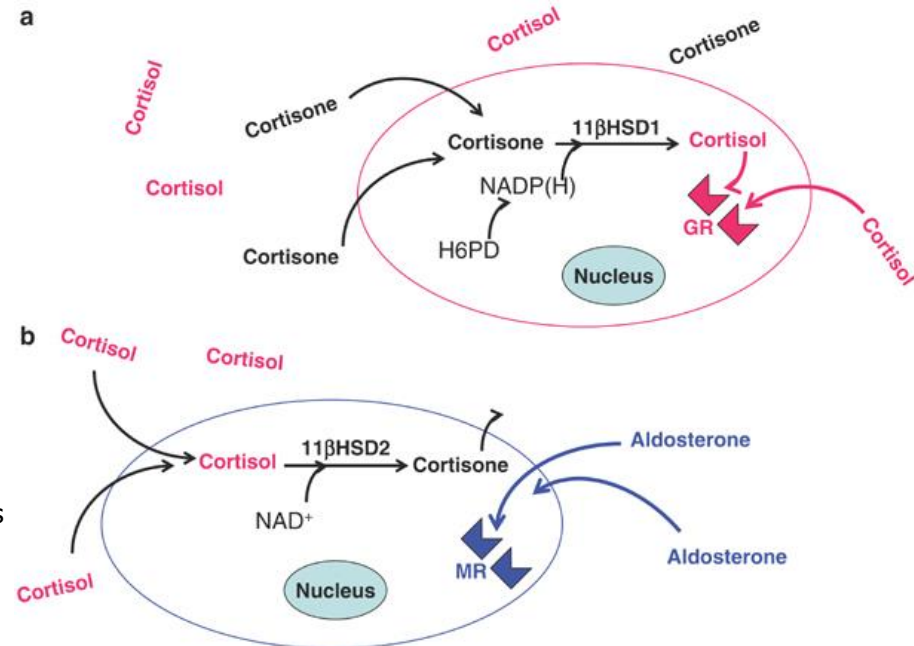 a
Cortisol
Cortisone
Cortisol
Cortisone
Cortisone
11βHSD1
Cortisol
Cortisol
NADP(H)
GR
H6PD
Cortisol
Cortisone
Nucleus
b
Cortisol
Cortisol
Aldosterone
Cortisol
11βHSD2
Cortisone
s
NAD⁺
Aldosterone
MR
Cortisol
Nucleus